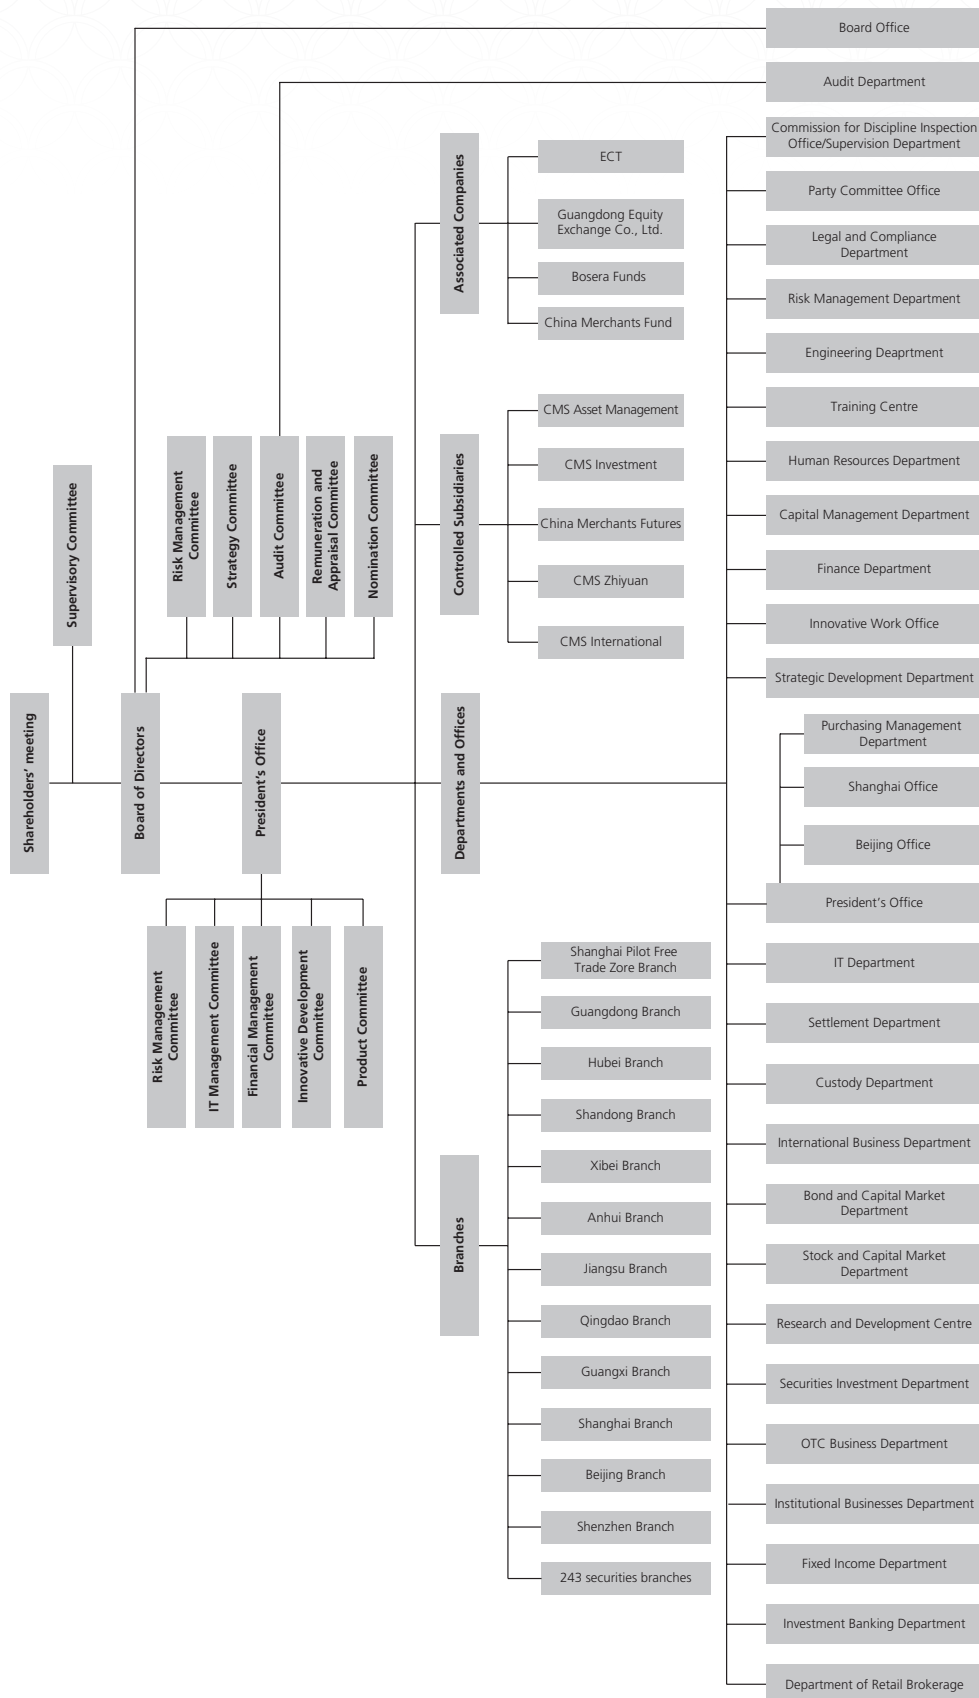 Board Office
Audit Department
Commission for Discipline Inspection
Office/Supervision Department
Party Committee Office
Legal and Compliance
Department
Risk Management Department
Engineering Deaprtment
Training Centre
Human Resources Department
Capital Management Department
Finance Department
Innovative Work Office
Strategic Development Department
Purchasing Management
Department
Shanghai Office
Beijing Office
President's Office
IT Department
Settlement Department
Custody Department
International Business Department
Bond and Capital Market
Department
Stock and Capital Market
Department
Research and Development Centre
Securities Investment Department
OTC Business Department
Institutional Businesses Department
Fixed Income Department
Investment Banking Department
Department of Retail Brokerage
Associated Companies
ECT
Guangdong Equity
Exchange Co., Ltd.
Bosera Funds
China Merchants Fund
Controlled Subsidiaries
CMS Asset Management
CMS Investment
China Merchants Futures
CMS Zhiyuan
CMS International
Departments and Offices
Branches
Shanghai Pilot Free
Trade Zore Branch
Guangdong Branch
Hubei Branch
Shandong Branch
Xibei Branch
Anhui Branch
Jiangsu Branch
Qingdao Branch
Guangxi Branch
Shanghai Branch
Beijing Branch
Shenzhen Branch
243 securities branches
Supervisory Committee
Risk Management
Committee
Strategy Committee
Audit Committee
Remuneration and
Appraisal Committee
Nomination Committee
Shareholders' meeting
Board of Directors
President's Office
Risk Management
Committee
IT Management Committee
Financial Management
Committee
Innovative Development
Committee
Product Committee